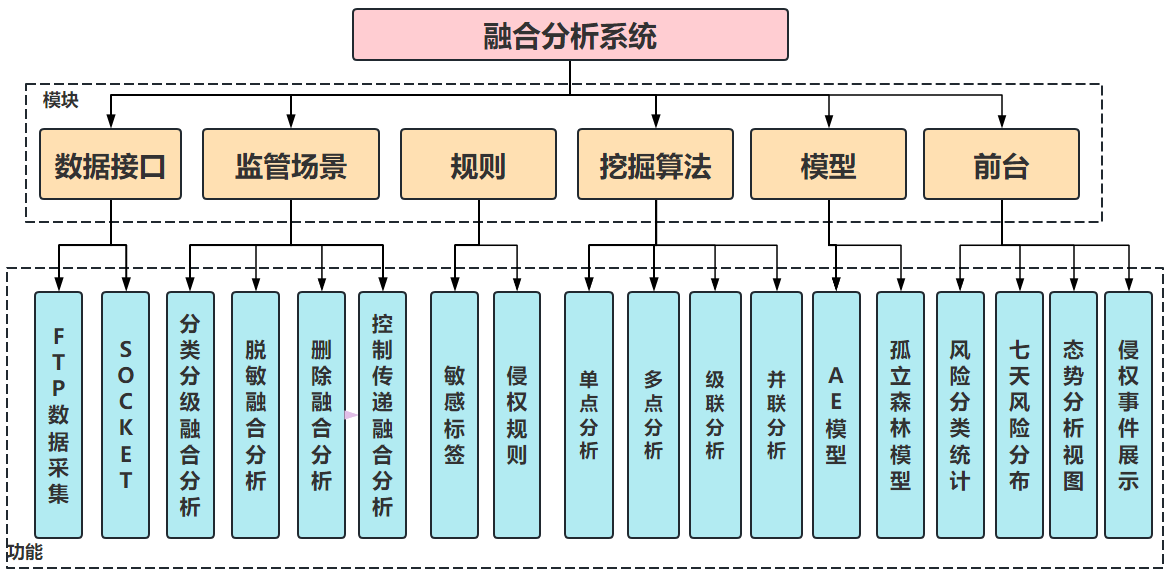 融合分析系统
模块
数据接口
监管场景
规则
挖掘算法
模型
前台
FTP数据采集
SOCKET
分类分级融合分析
脱敏融合分析
删除融合分析
控制传递融合分析
敏感标签
侵权规则
单点分析
多点分析
级联分析
并联分析
AE模型
孤立森林模型
风险分类统计
七天风险分布
态势分析视图
侵权事件展示
功能